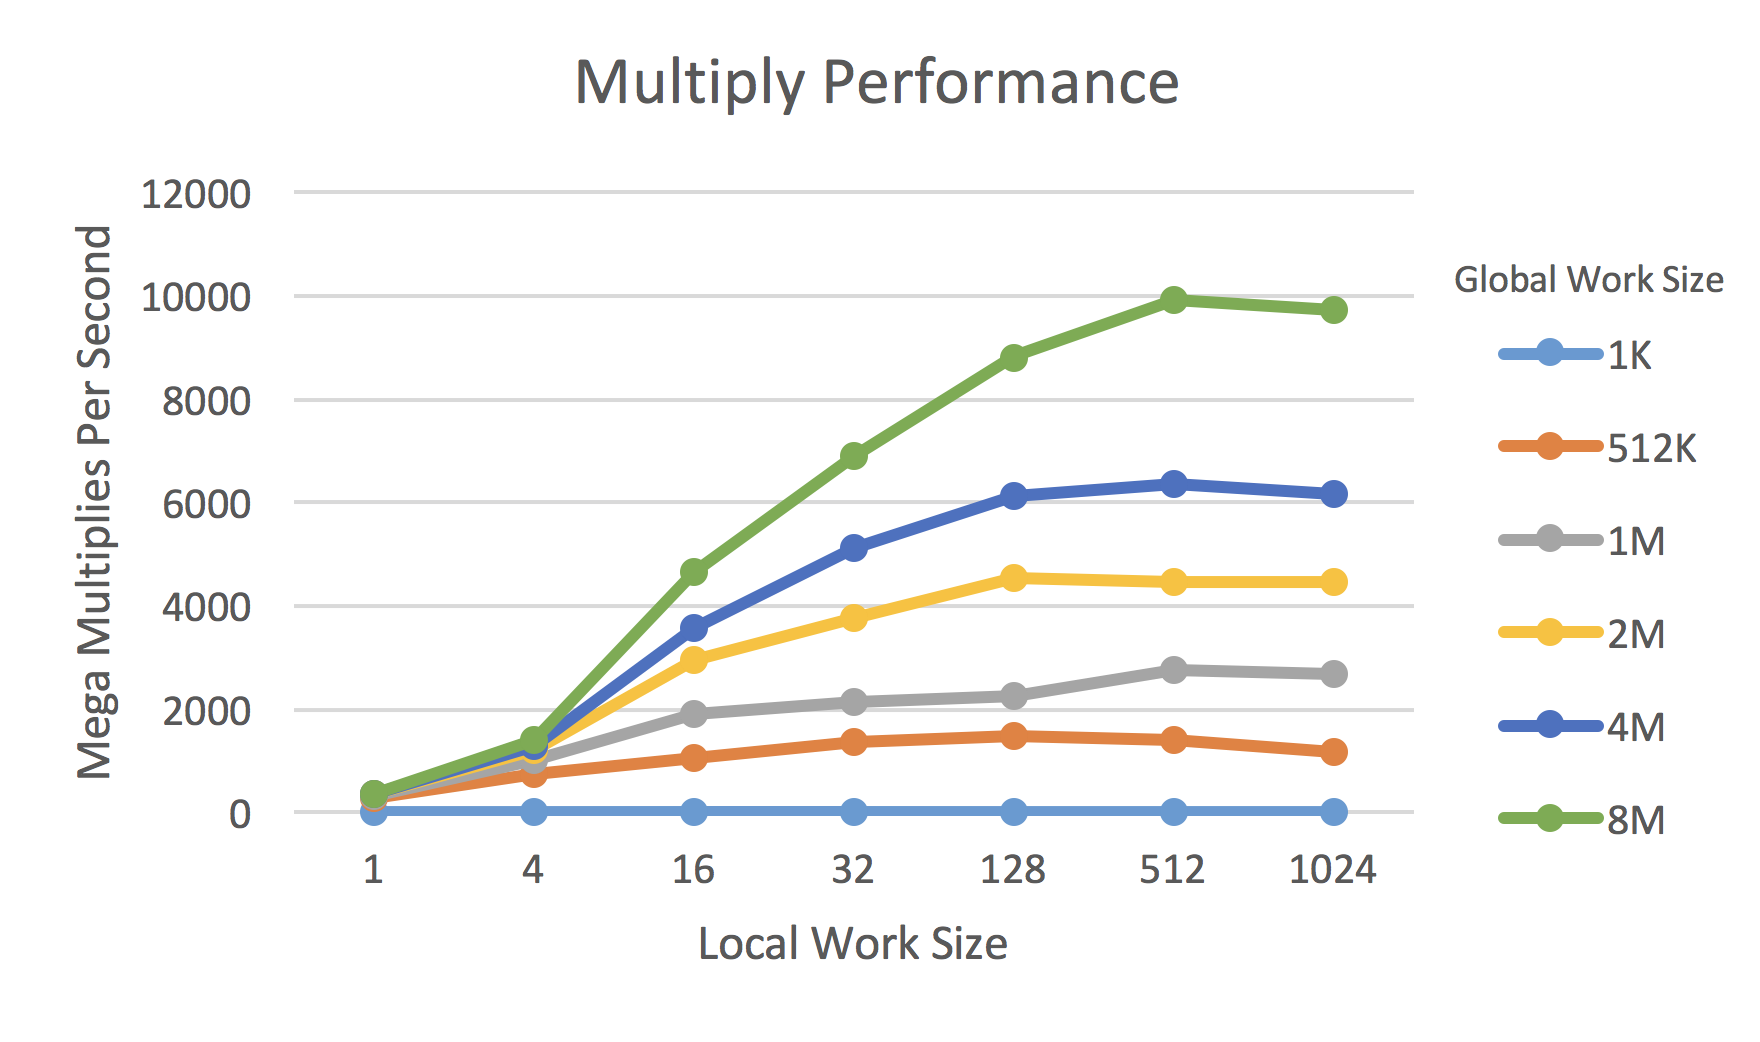 Multiply Performance
Mega Multiplies Per Second
12000
10000
8000
6000
4000
2000
0
1 4 16 32 128 512 1024
Local Work Size
Global Work Size
1K
512K
1M
2M
4M
8M